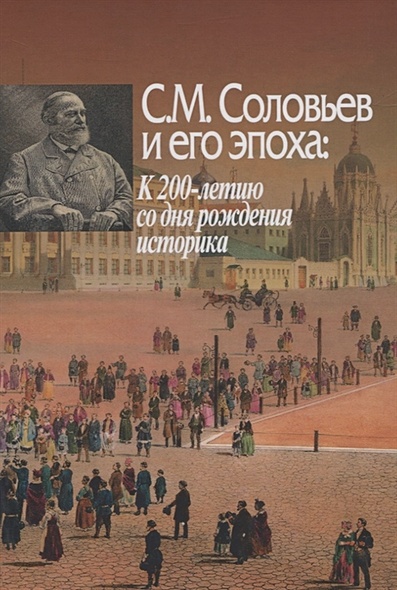 С.М. Соловьев
и его эпоха:
К 200-летию
со дня рождения
историка